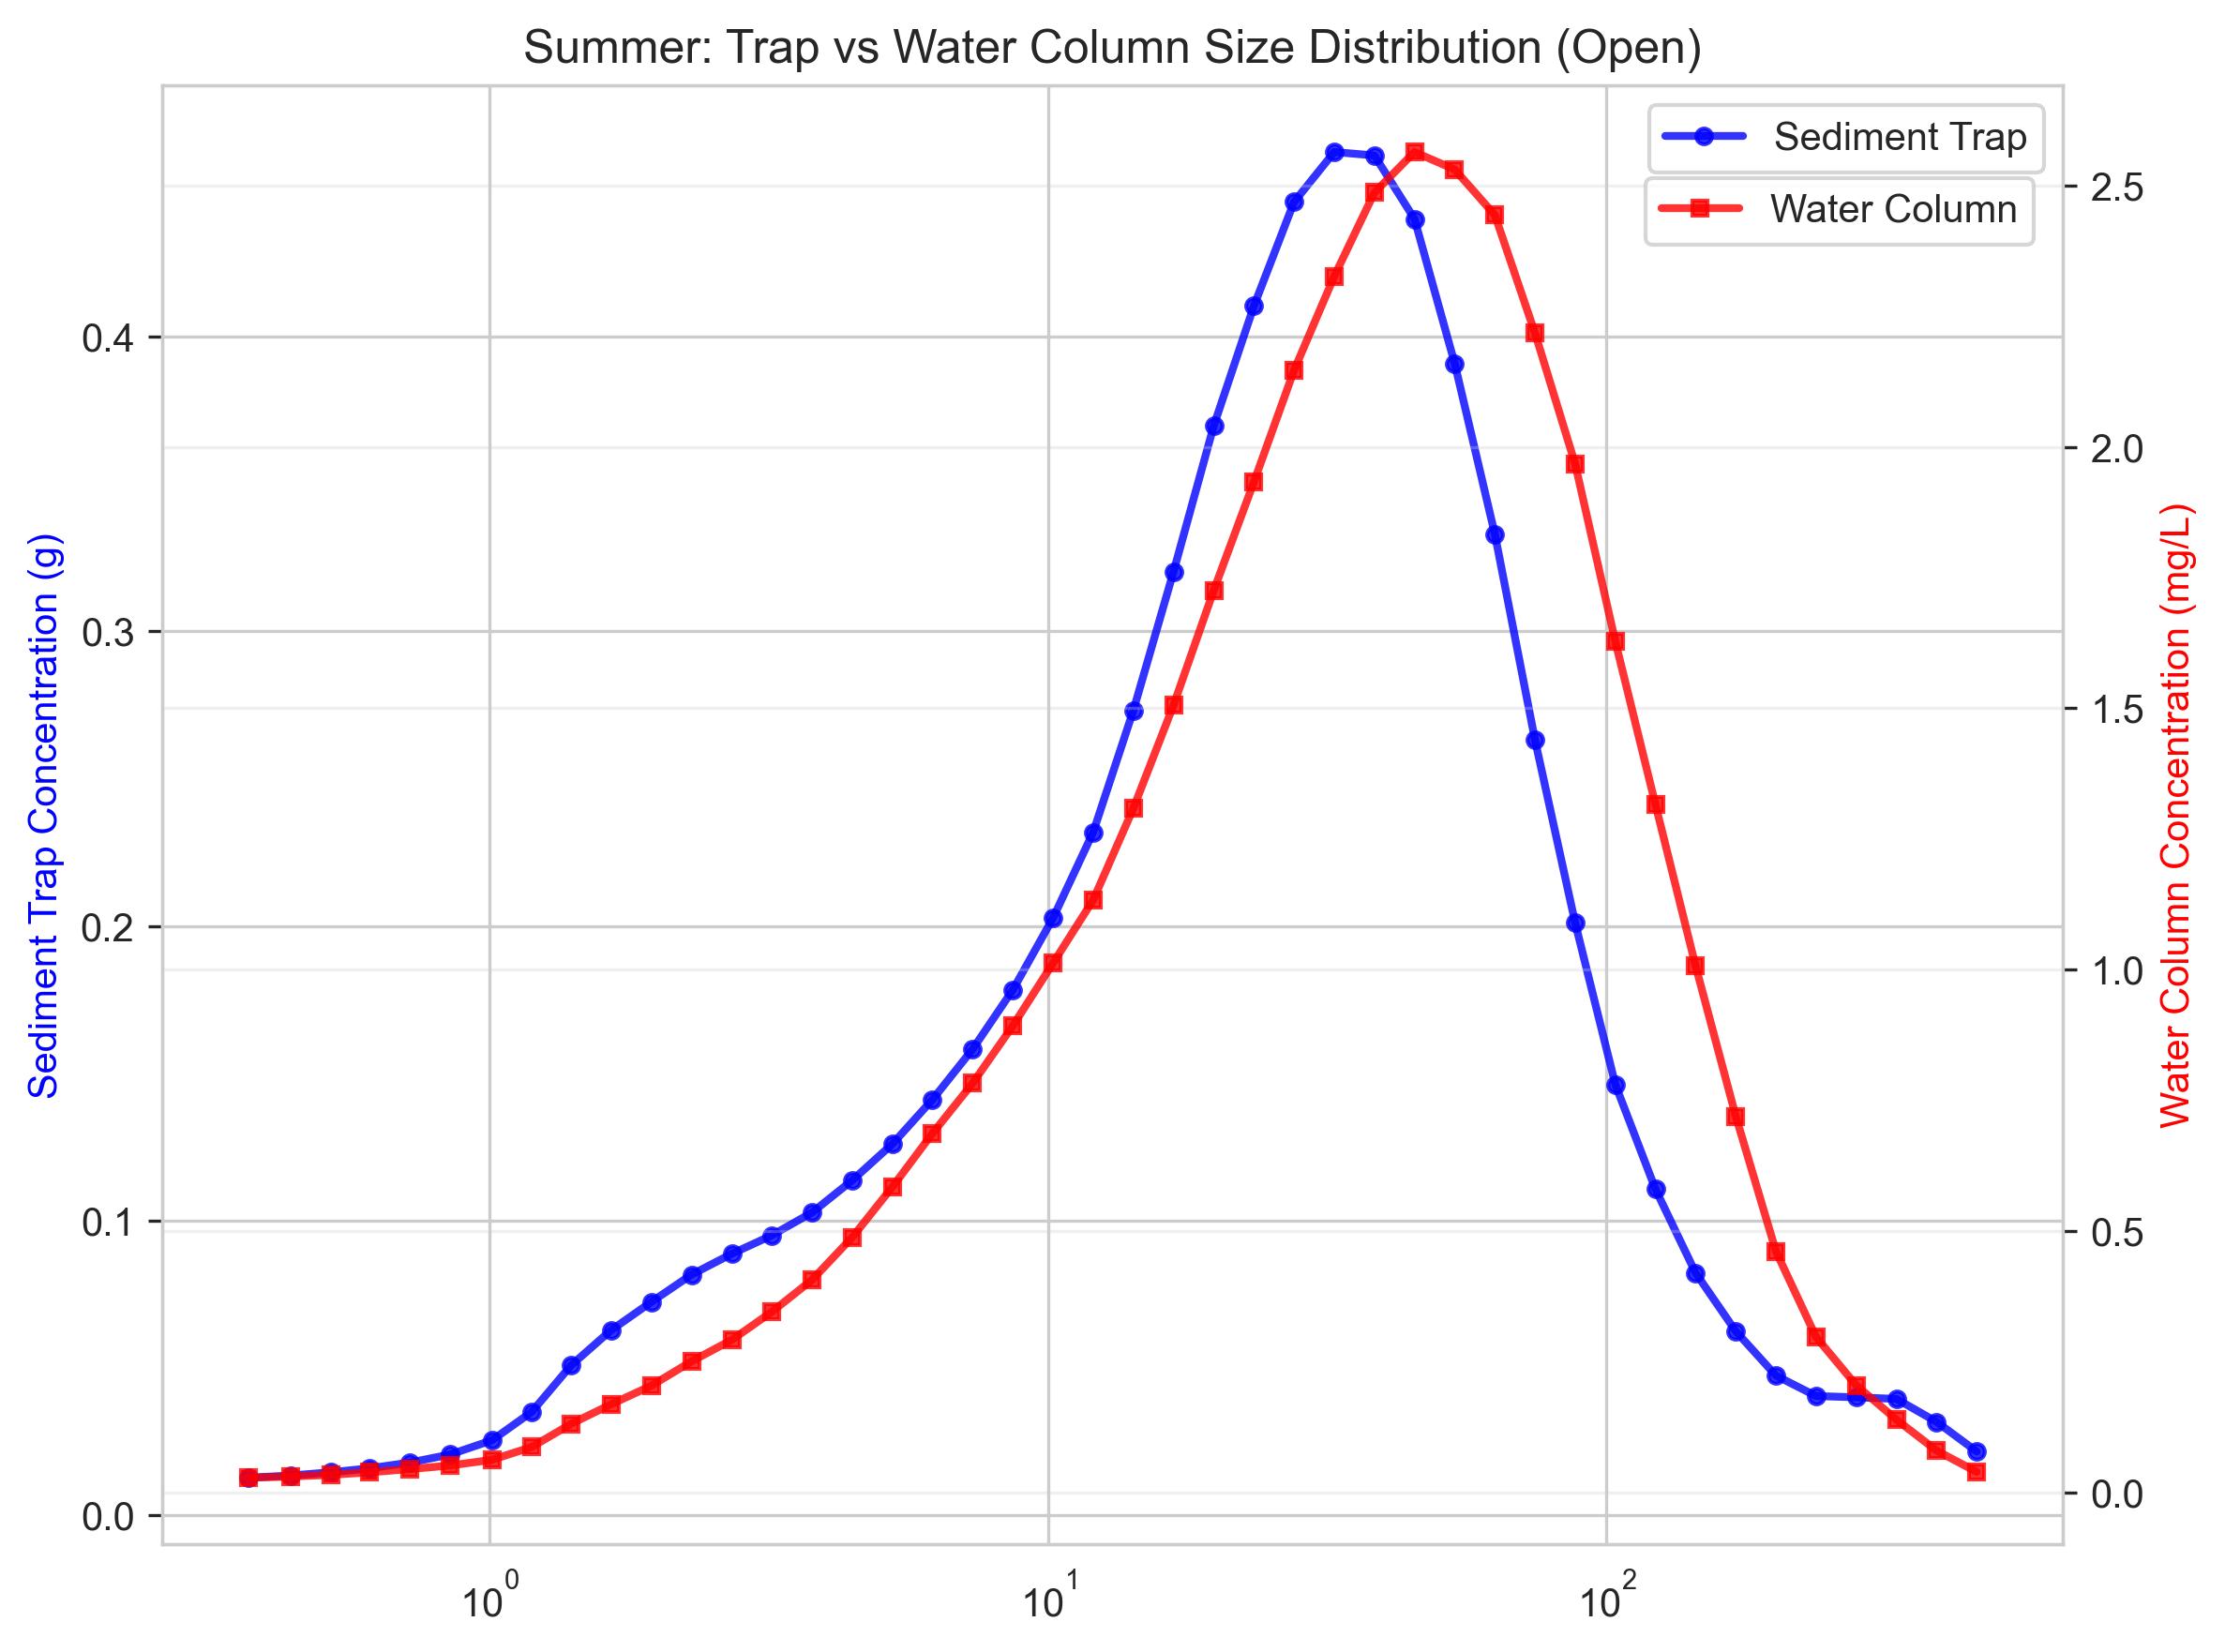 Summer: Trap vs Water Column Size Distribution (Open)
Sediment Trap
Water Column
Sediment Trap Concentration (g)
0.4
0.3
0.2
0.1
0.0
2.5
2.0
1.5
1.0
0.5
0.0
Water Column Concentration (mg/L)
10⁰ 10¹ 10²